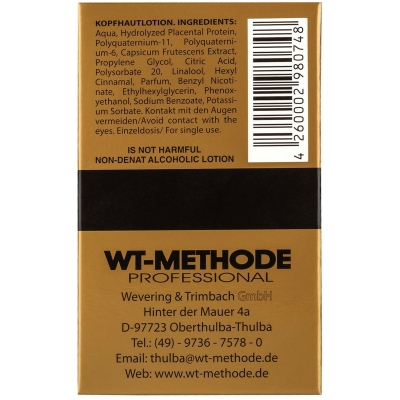 KOPFHAUTLOTION. INGREDIENTS:
Aqua, Hydrolyzed Placental Protein,
Polyquaternium-11, Polyquaterni-
um-6, Capsicum Frutescens Extract,
Propylene Glycol, Citric Acid,
Polysorbate 20, Linalool, Hexyl
Cinnamal, Parfum, Benzyl Nicoti-
nate, Ethylhexylglycerin, Phenox-
yethanol, Sodium Benzoate, Potassi-
um Sorbate. Kontakt mit den Augen
vermeiden/Avoid contact with the
eyes. Einzeldosis/ For single use.
IS NOT HARMFUL
NON-DENAT ALCOHOLIC LOTION
4 260000 219807 48
WT-METHODE
PROFESSIONAL
Wevering & Trimbach GmbH
Hinter der Mauer 4a
D-97723 Oberthulba-Thulba
Tel.: (49) - 9736 - 7578 - 0
Email: thulba@wt-methode.de
Web: www.wt-methode.de